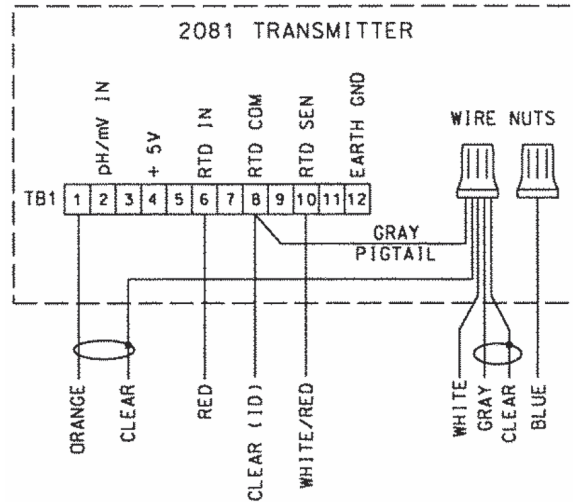 2081 TRANSMITTER
pH/mV IN
+ 5V
RTD IN
RTD COM
RTD SEN
EARTH GND
WIRE NUTS
TB1 1 2 3 4 5 6 7 8 9 10 11 12
GRAY
PIGTAIL
ORANGE
CLEAR
RED
CLEAR (ID)
WHITE/RED
WHITE
GRAY
CLEAR
BLUE